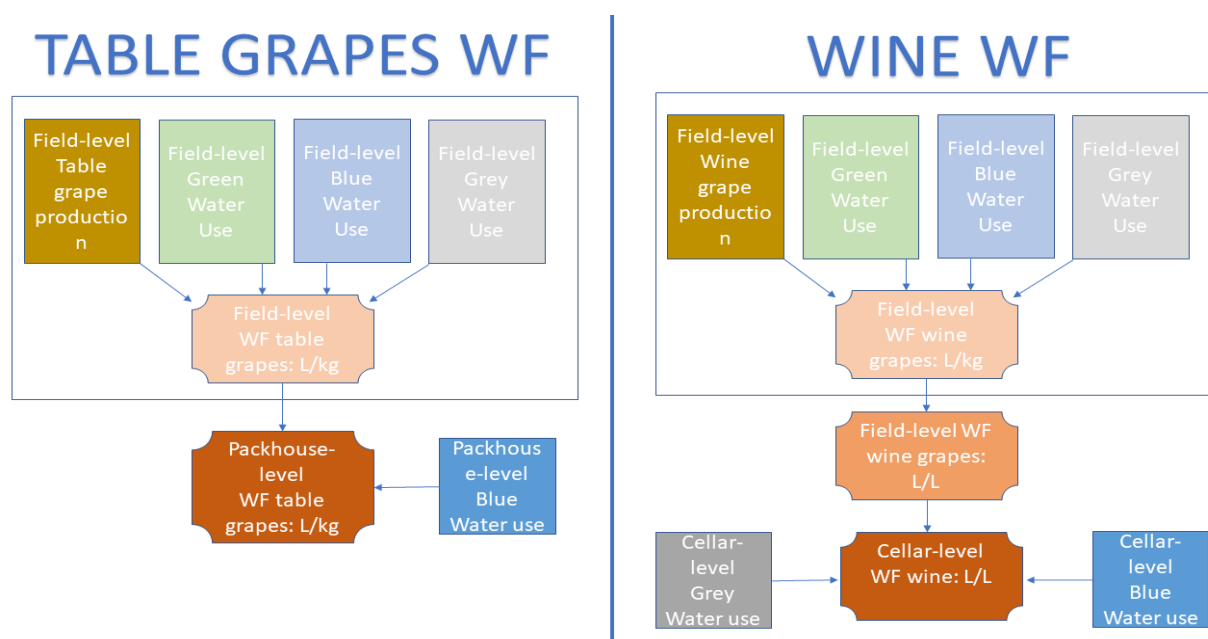 TABLE GRAPES WF
Field-level
Table
grape
productio
n
Field-level
Green
Water
Use
Field-level
Blue
Water
Use
Field-level
Grey
Water
Use
Field-level
WF table
grapes: L/kg
Packhouse-
level
WF table
grapes: L/kg
Packhous
e-level
Blue
Water use
WINE WF
Field-level
Wine
grape
productio
n
Field-level
Green
Water
Use
Field-level
Blue
Water
Use
Field-level
Grey
Water
Use
Field-level
WF wine
grapes: L/kg
Field-level WF
wine grapes:
L/L
Cellar-
level
Grey
Water use
Cellar-level
WF wine: L/L
Cellar-
level
Blue
Water use